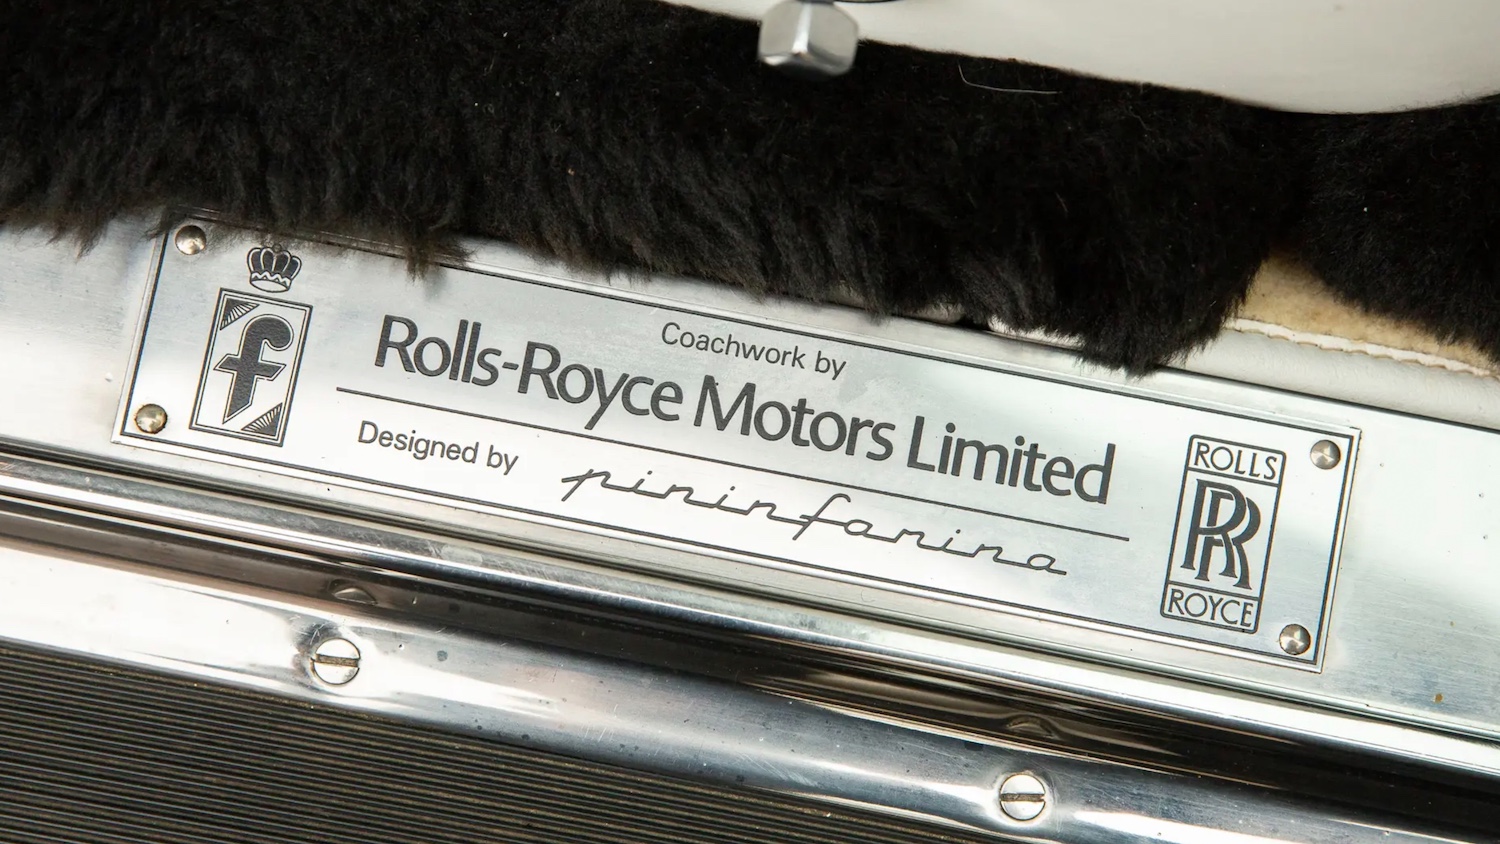 Coachwork by
Rolls-Royce Motors Limited
Designed by pininfarina
f
ROLLS
RR
ROYCE